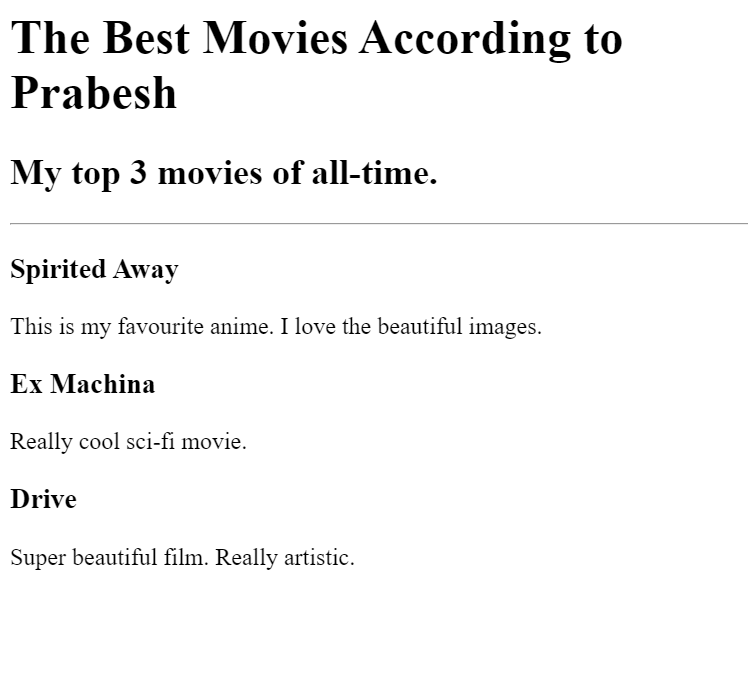 The Best Movies According to
Prabesh
My top 3 movies of all-time.
Spirited Away
This is my favourite anime. I love the beautiful images.
Ex Machina
Really cool sci-fi movie.
Drive
Super beautiful film. Really artistic.